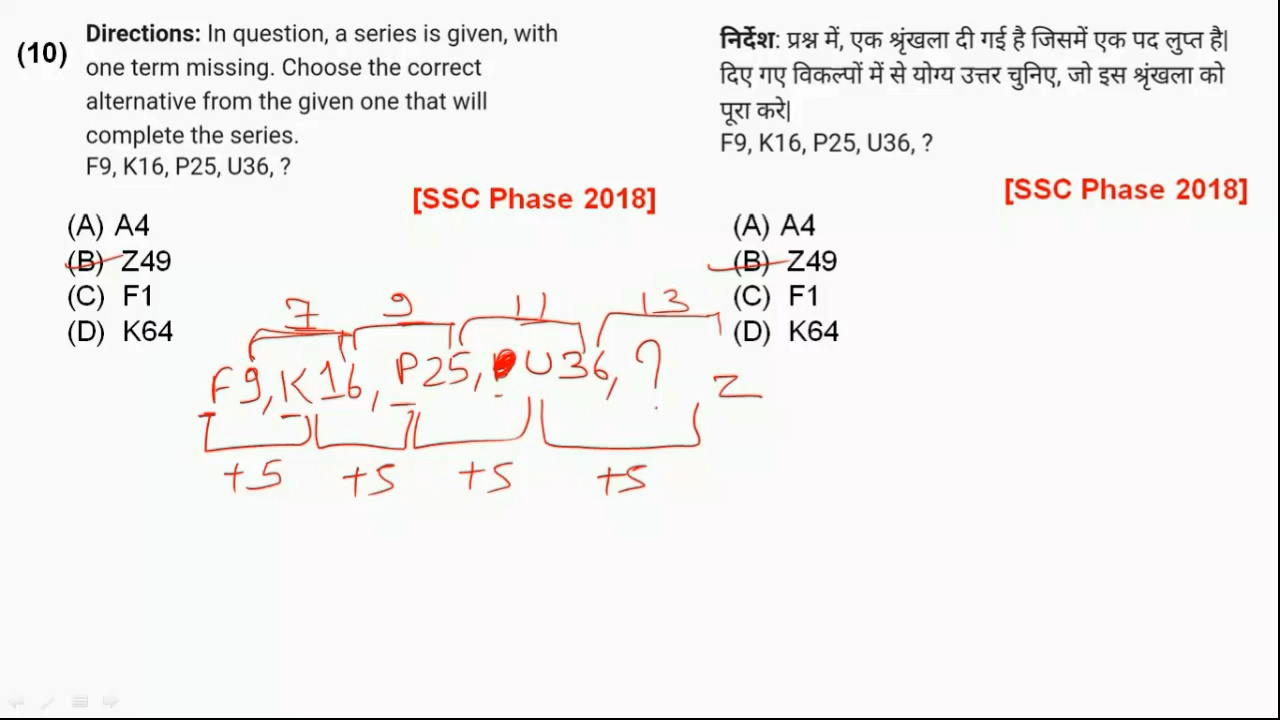 (10) Directions: In question, a series is given, with
one term missing. Choose the correct
alternative from the given one that will
complete the series.
F9, K16, P25, U36, ?
[SSC Phase 2018]
(A) A4
(B) Z49
(C) F1
(D) K64
निर्देश: प्रश्न में, एक श्रृंखला दी गई है जिसमें एक पद लुप्त है|
दिए गए विकल्पों में से योग्य उत्तर चुनिए, जो इस श्रृंखला को
पूरा करे|
F9, K16, P25, U36, ?
[SSC Phase 2018]
(A) A4
(B) Z49
(C) F1
(D) K64
7 9 11 13
F9, K16, P25, U36, ? Z
+5 +5 +5 +5